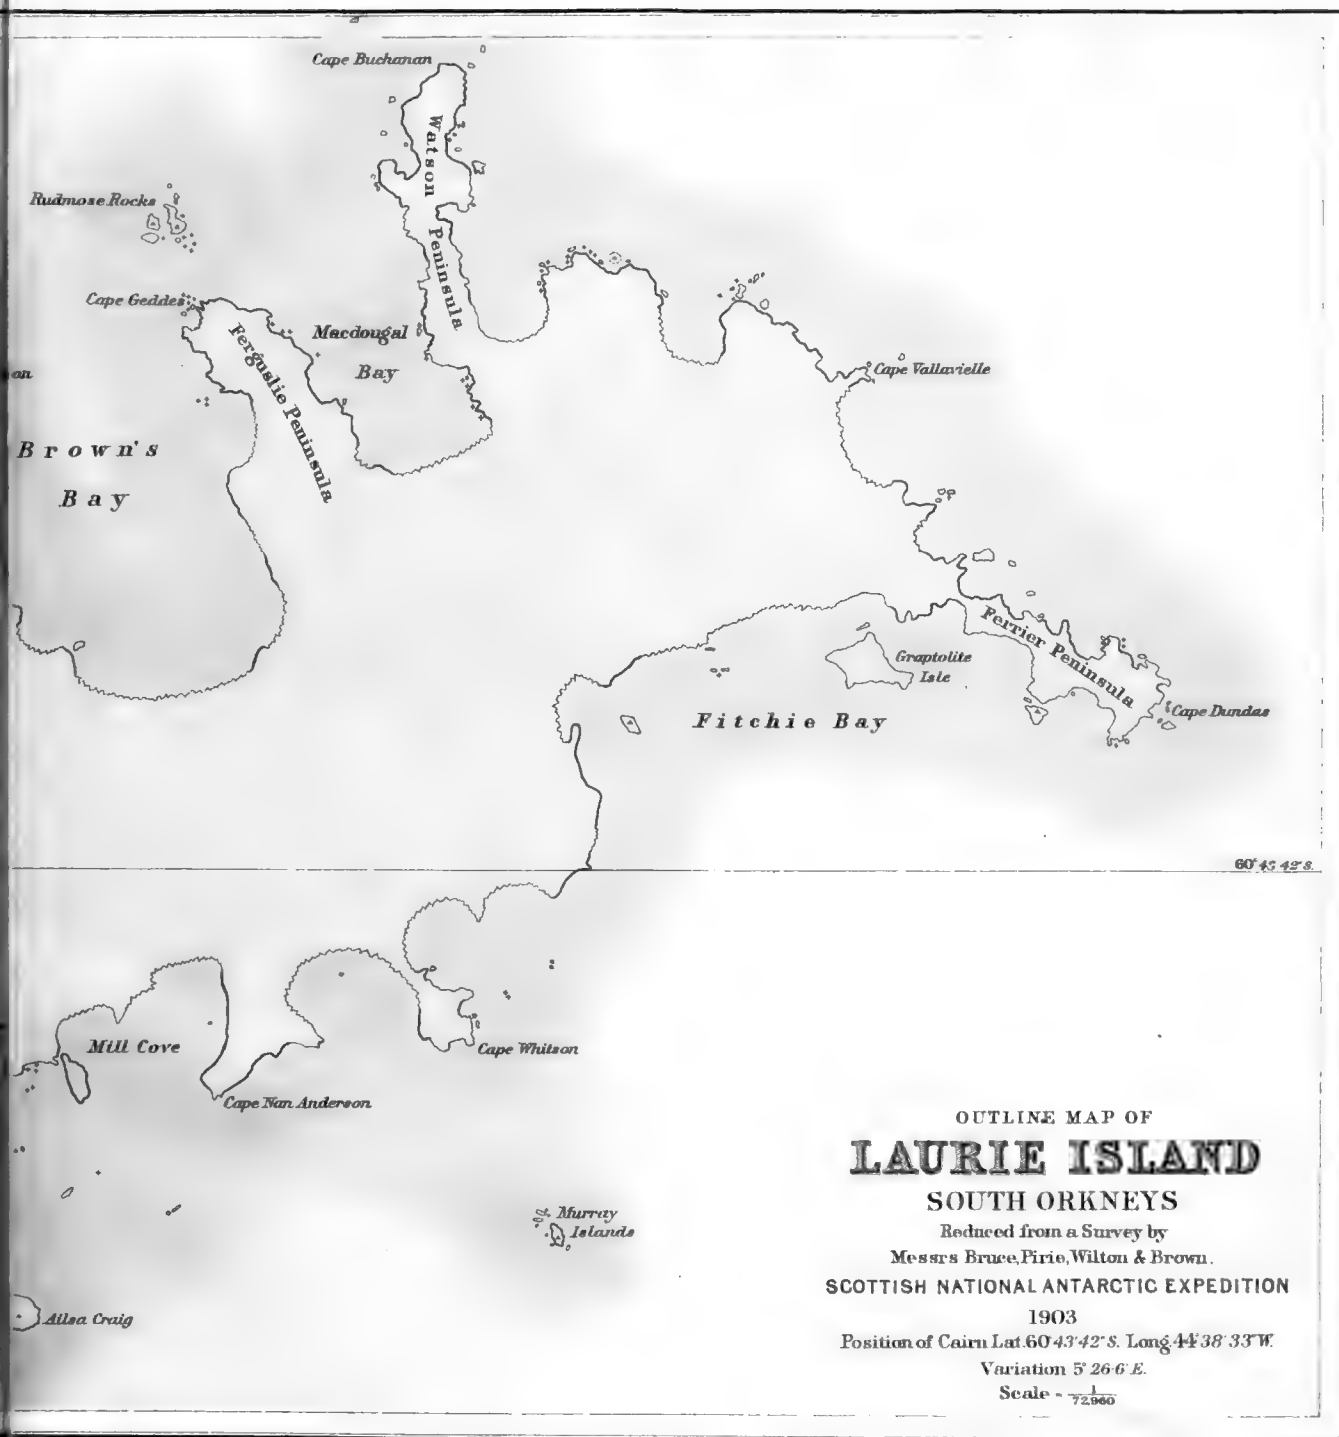 Cape Buchanan
Watson Peninsula
Rudmose Rocks
Cape Geddes
Ferguslie Peninsula
Macdougal
Bay
on
Cape Vallavielle
Brown's
Bay
Ferrier Peninsula
Graptolite
Isle
Cape Dundas
Fitchie Bay
60° 43' 42" S.
Mill Cove
Cape Whitson
Cape Nan Anderson
Murray
Islands
Ailsa Craig
OUTLINE MAP OF
LAURIE ISLAND
SOUTH ORKNEYS
Reduced from a Survey by
Messrs Bruce, Pirie, Wilton & Brown.
SCOTTISH NATIONAL ANTARCTIC EXPEDITION
1903
Position of Cairn Lat. 60° 43' 42" S. Long. 44° 38' 33" W.
Variation 5° 26·6' E.
Scale = 1/72,960